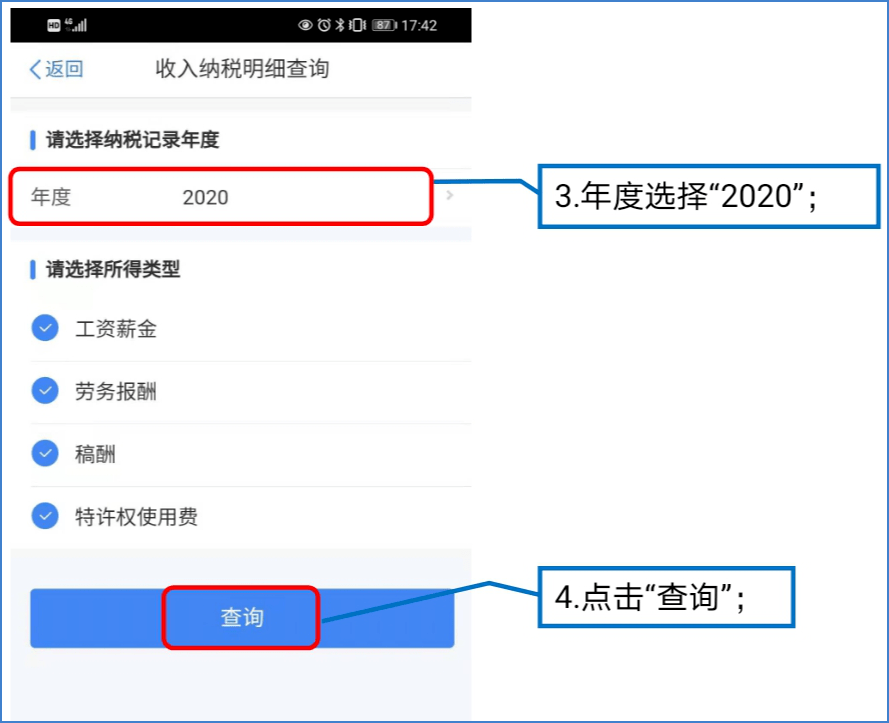 HD 4G 87 17:42
返回 收入纳税明细查询
请选择纳税记录年度
年度 2020
3.年度选择“2020”；
请选择所得类型
工资薪金
劳务报酬
稿酬
特许权使用费
查询
4.点击“查询”；